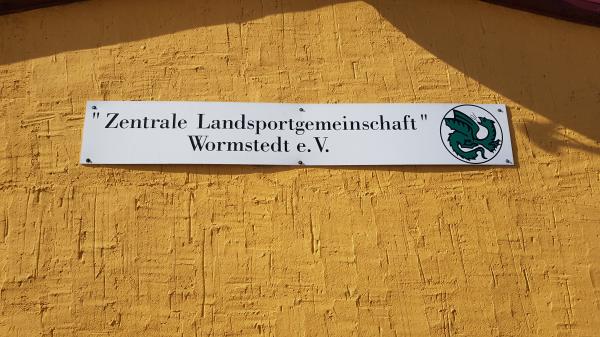 "Zentrale Landsportgemeinschaft"
Wormstedt e.V.